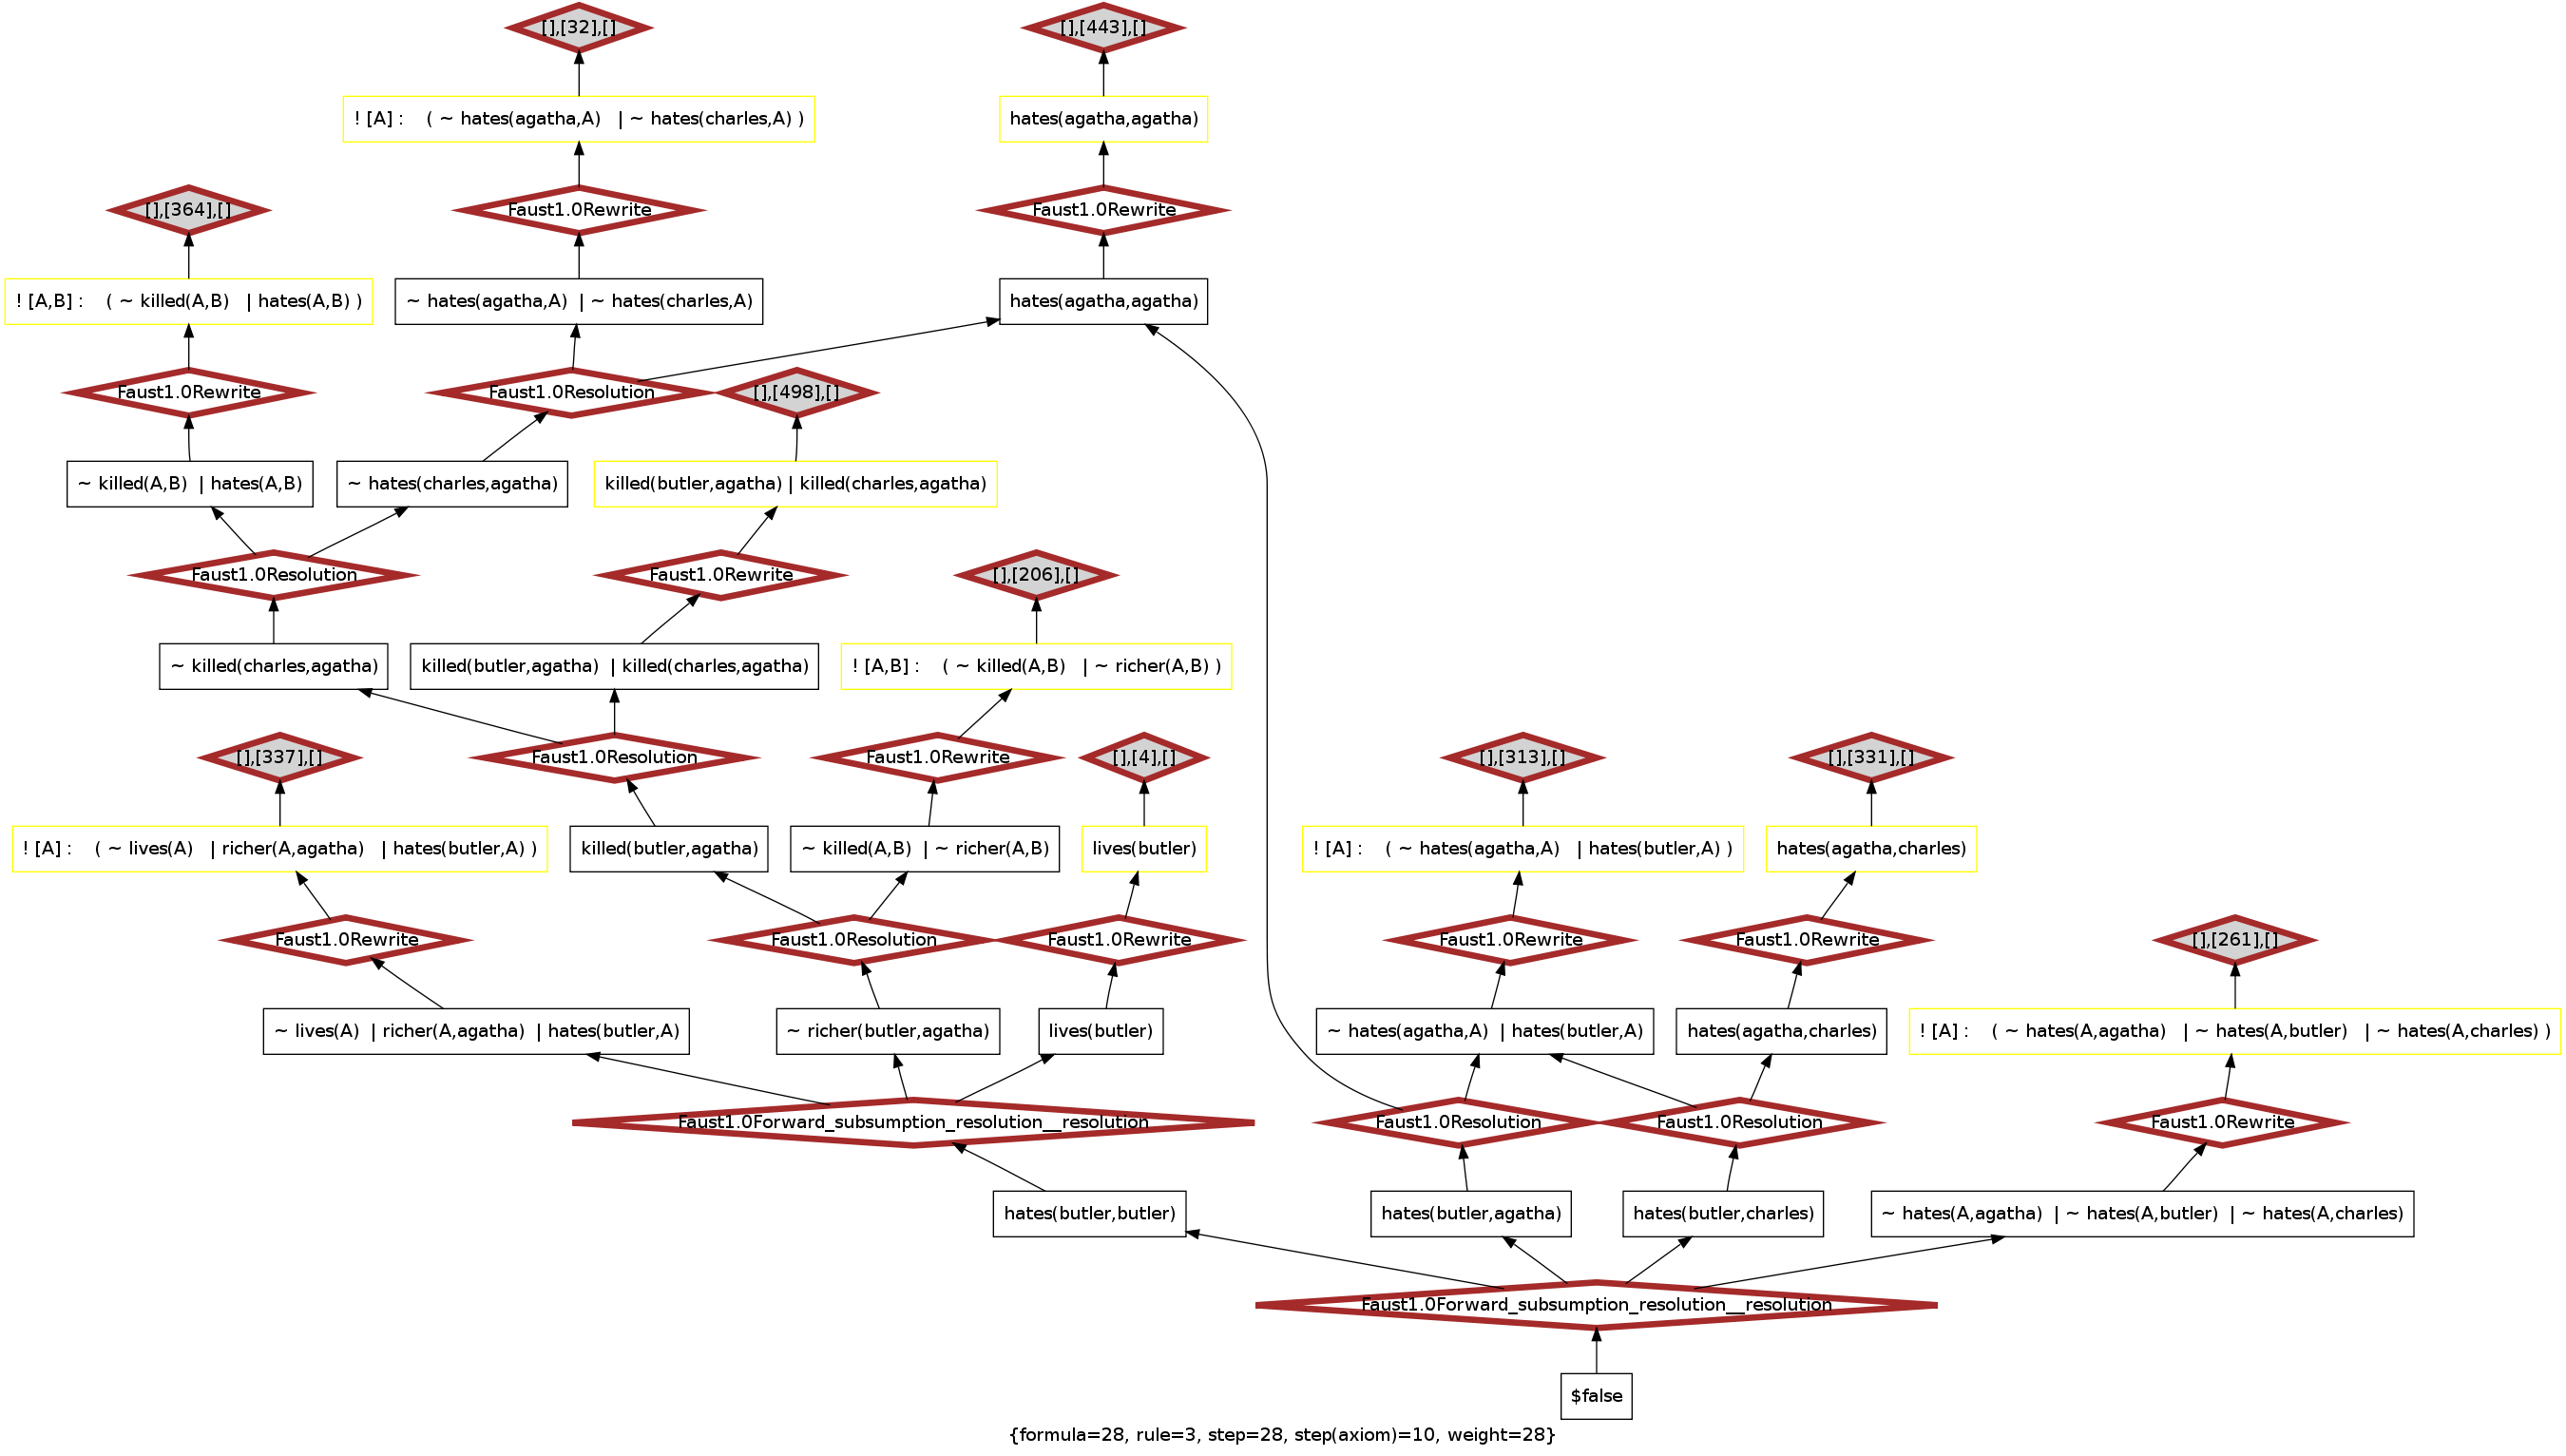 [],[32],[]
[],[443],[]
! [A] :    ( ~ hates(agatha,A)   | ~ hates(charles,A) )
hates(agatha,agatha)
[],[364],[]
Faust1.0Rewrite
Faust1.0Rewrite
! [A,B] :    ( ~ killed(A,B)   | hates(A,B) )
~ hates(agatha,A)  | ~ hates(charles,A)
hates(agatha,agatha)
Faust1.0Rewrite
Faust1.0Resolution
[],[498],[]
~ killed(A,B)  | hates(A,B)
~ hates(charles,agatha)
killed(butler,agatha) | killed(charles,agatha)
Faust1.0Resolution
Faust1.0Rewrite
[],[206],[]
~ killed(charles,agatha)
killed(butler,agatha)  | killed(charles,agatha)
! [A,B] :    ( ~ killed(A,B)   | ~ richer(A,B) )
[],[337],[]
Faust1.0Resolution
Faust1.0Rewrite
[],[4],[]
[],[313],[]
[],[331],[]
! [A] :    ( ~ lives(A)   | richer(A,agatha)   | hates(butler,A) )
killed(butler,agatha)
~ killed(A,B)  | ~ richer(A,B)
lives(butler)
! [A] :    ( ~ hates(agatha,A)   | hates(butler,A) )
hates(agatha,charles)
Faust1.0Rewrite
Faust1.0Resolution
Faust1.0Rewrite
Faust1.0Rewrite
Faust1.0Rewrite
[],[261],[]
~ lives(A)  | richer(A,agatha)  | hates(butler,A)
~ richer(butler,agatha)
lives(butler)
~ hates(agatha,A)  | hates(butler,A)
hates(agatha,charles)
! [A] :    ( ~ hates(A,agatha)   | ~ hates(A,butler)   | ~ hates(A,charles) )
Faust1.0Forward_subsumption_resolution__resolution
Faust1.0Resolution
Faust1.0Resolution
Faust1.0Rewrite
hates(butler,butler)
hates(butler,agatha)
hates(butler,charles)
~ hates(A,agatha)  | ~ hates(A,butler)  | ~ hates(A,charles)
Faust1.0Forward_subsumption_resolution__resolution
$false
{formula=28, rule=3, step=28, step(axiom)=10, weight=28}